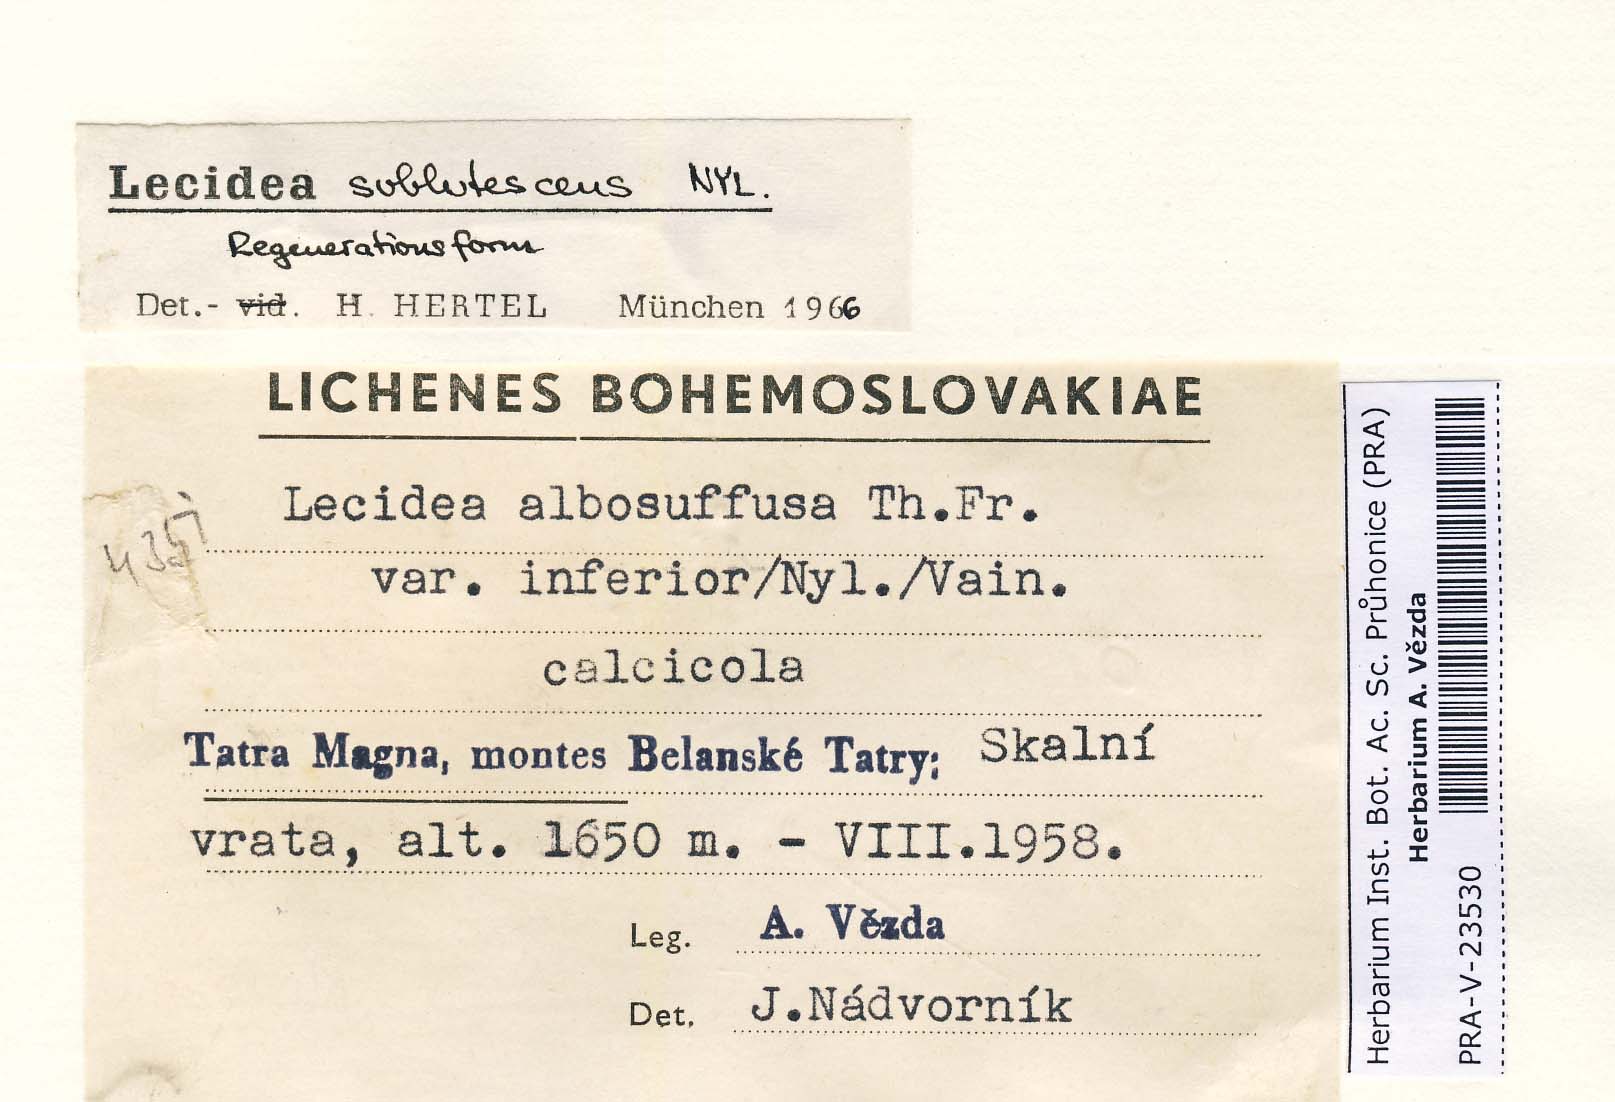 Lecidea sublutescens NYL.
Regenerationsform
Det.- vid. H. HERTEL München 1966
LICHENES BOHEMOSLOVAKIAE
4357
Lecidea albosuffusa Th.Fr.
var. inferior/Nyl./Vain.
calcicola
Tatra Magna, montes Belanské Tatry; Skalní
vrata, alt. 1650 m. - VIII.1958.
Leg. A. Vězda
Det. J.Nádvorník
Herbarium Inst. Bot. Ac. Sc. Průhonice (PRA)
Herbarium A. Vězda
PRA-V-23530